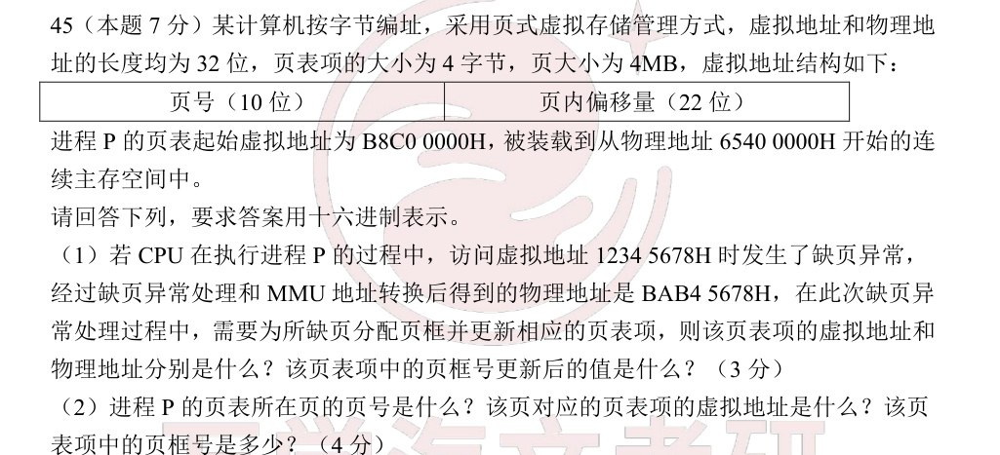 45（本题 7 分）某计算机按字节编址，采用页式虚拟存储管理方式，虚拟地址和物理地
址的长度均为 32 位，页表项的大小为 4 字节，页大小为 4MB，虚拟地址结构如下：
页号（10 位） 页内偏移量（22 位）
进程 P 的页表起始虚拟地址为 B8C0 0000H，被装载到从物理地址 6540 0000H 开始的连
续主存空间中。
请回答下列，要求答案用十六进制表示。
（1）若 CPU 在执行进程 P 的过程中，访问虚拟地址 1234 5678H 时发生了缺页异常，
经过缺页异常处理和 MMU 地址转换后得到的物理地址是 BAB4 5678H，在此次缺页异
常处理过程中，需要为所缺页分配页框并更新相应的页表项，则该页表项的虚拟地址和
物理地址分别是什么？该页表项中的页框号更新后的值是什么？（3 分）
（2）进程 P 的页表所在页的页号是什么？该页对应的页表项的虚拟地址是什么？该页
表项中的页框号是多少？（4 分）